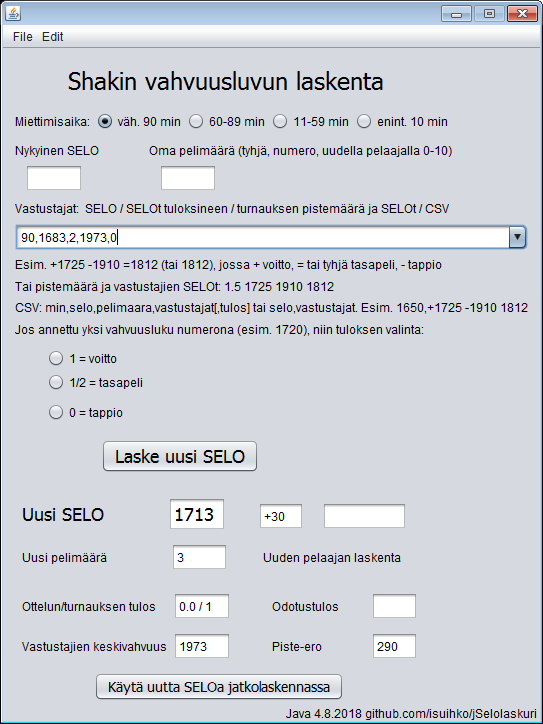 File Edit
Shakin vahvuusluvun laskenta
Miettimisaika: väh. 90 min 60-89 min 11-59 min enint. 10 min
Nykyinen SELO Oma pelimäärä (tyhjä, numero, uudella pelaajalla 0-10)
Vastustajat: SELO / SELOt tuloksineen / turnauksen pistemäärä ja SELOt / CSV
90,1683,2,1973,0
Esim. +1725 -1910 =1812 (tai 1812), jossa + voitto, = tai tyhjä tasapeli, - tappio
Tai pistemäärä ja vastustajien SELOt: 1.5 1725 1910 1812
CSV: min,selo,pelimaara,vastustajat[,tulos] tai selo,vastustajat. Esim. 1650,+1725 -1910 1812
Jos annettu yksi vahvuusluku numerona (esim. 1720), niin tuloksen valinta:
1 = voitto
1/2 = tasapeli
0 = tappio
Laske uusi SELO
Uusi SELO 1713 +30
Uusi pelimäärä 3 Uuden pelaajan laskenta
Ottelun/turnauksen tulos 0.0 / 1 Odotustulos
Vastustajien keskivahvuus 1973 Piste-ero 290
Käytä uutta SELOa jatkolaskennassa
Java 4.8.2018 github.com/isuihko/jSelolaskuri